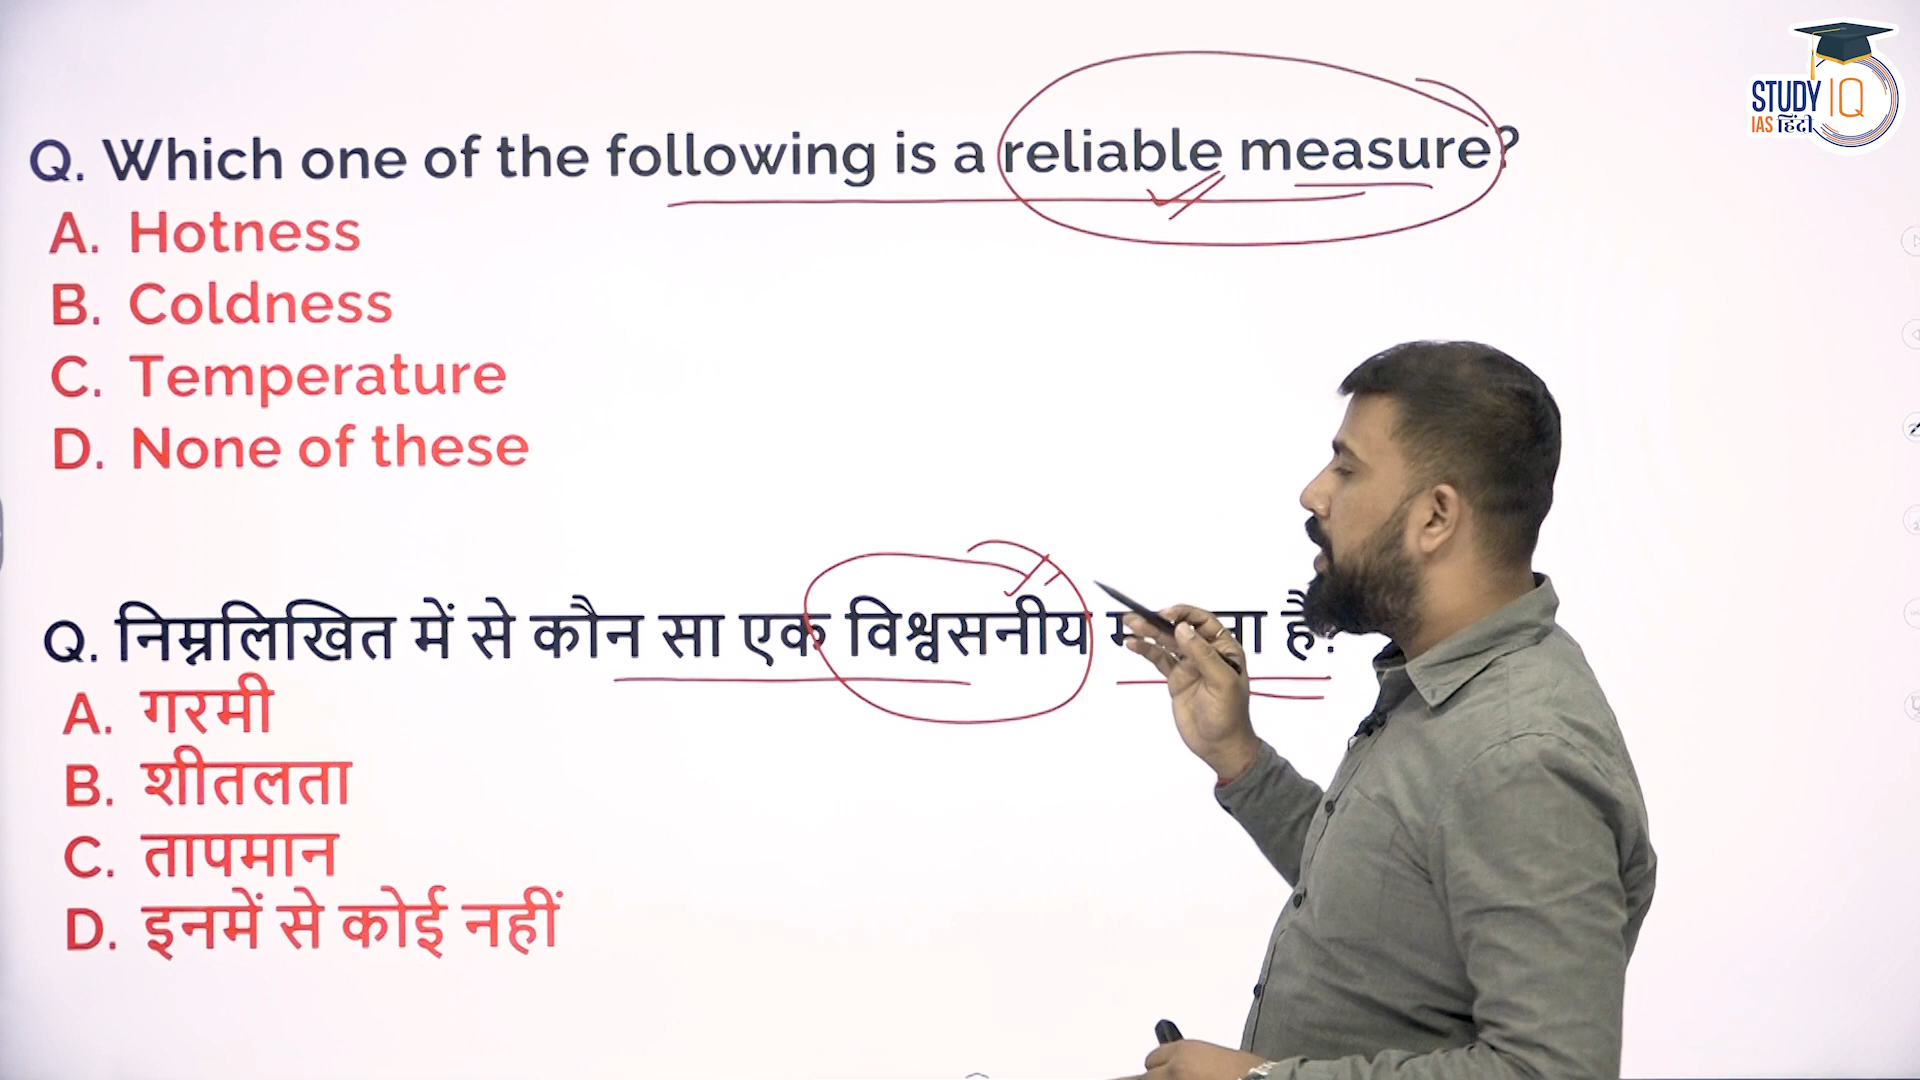 STUDY IQ
IAS हिंदी
Q. Which one of the following is a reliable measure?
A. Hotness
B. Coldness
C. Temperature
D. None of these
Q. निम्नलिखित में से कौन सा एक विश्वसनीय है?
A. गरमी
B. शीतलता
C. तापमान
D. इनमें से कोई नहीं